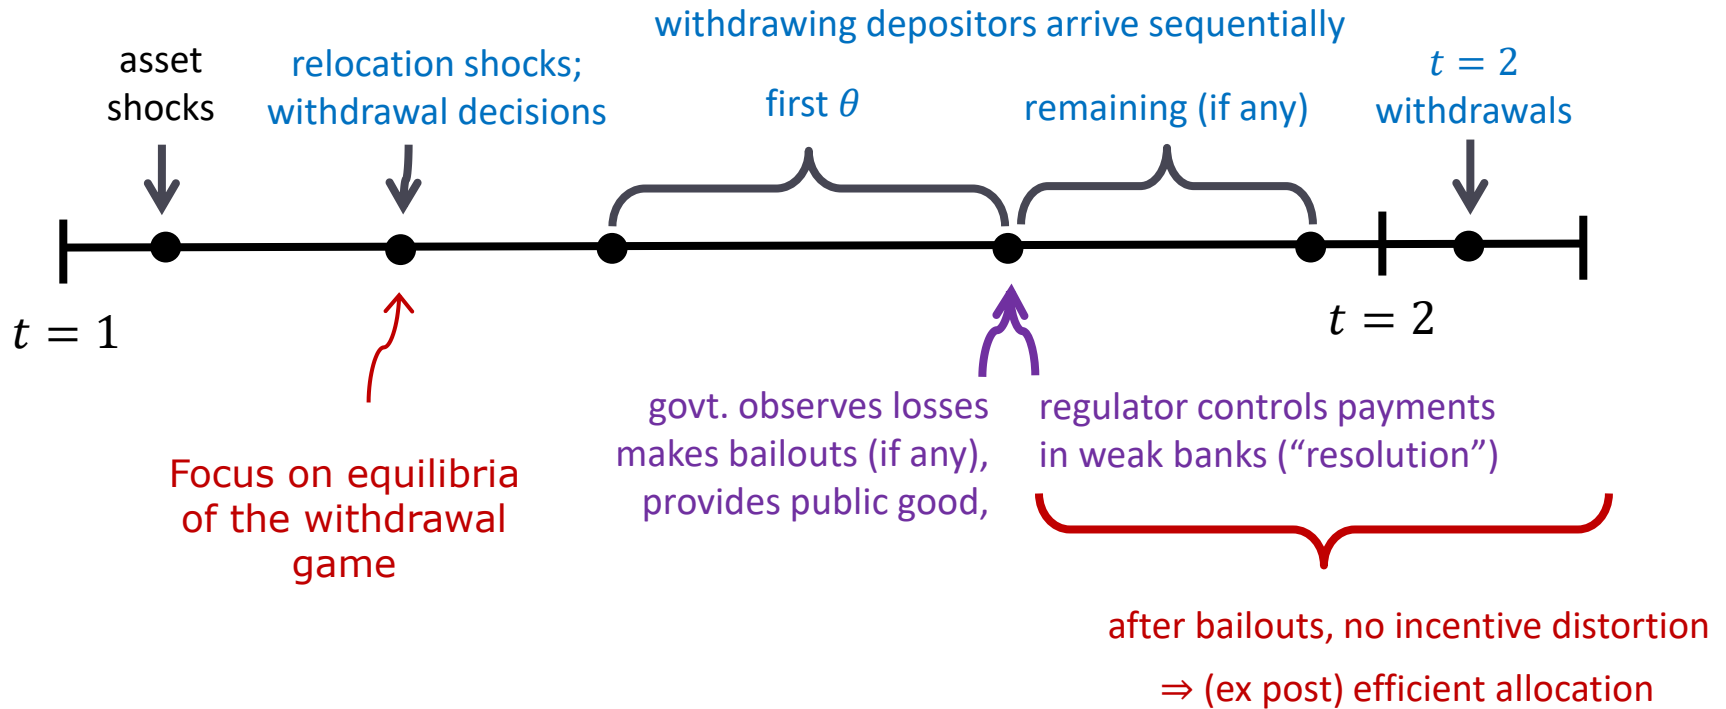 withdrawing depositors arrive sequentially
asset
shocks
relocation shocks;
withdrawal decisions
first θ
remaining (if any)
t = 2
withdrawals
t = 1
t = 2
govt. observes losses
makes bailouts (if any),
provides public good,
regulator controls payments
in weak banks (“resolution”)
Focus on equilibria
of the withdrawal
game
after bailouts, no incentive distortion
⇒ (ex post) efficient allocation